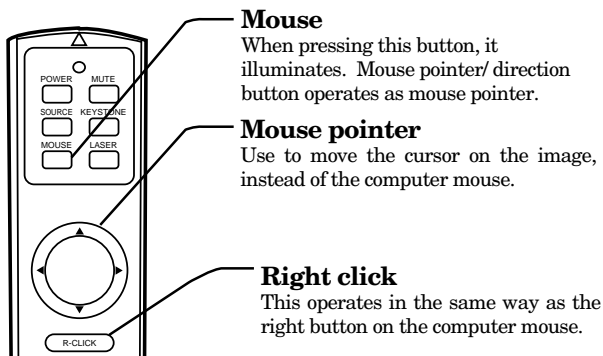 Mouse
When pressing this button, it
illuminates. Mouse pointer/ direction
button operates as mouse pointer.
POWER MUTE
SOURCE KEYSTONE
MOUSE LASER
Mouse pointer
Use to move the cursor on the image,
instead of the computer mouse.
Right click
This operates in the same way as the
right button on the computer mouse.
R-CLICK